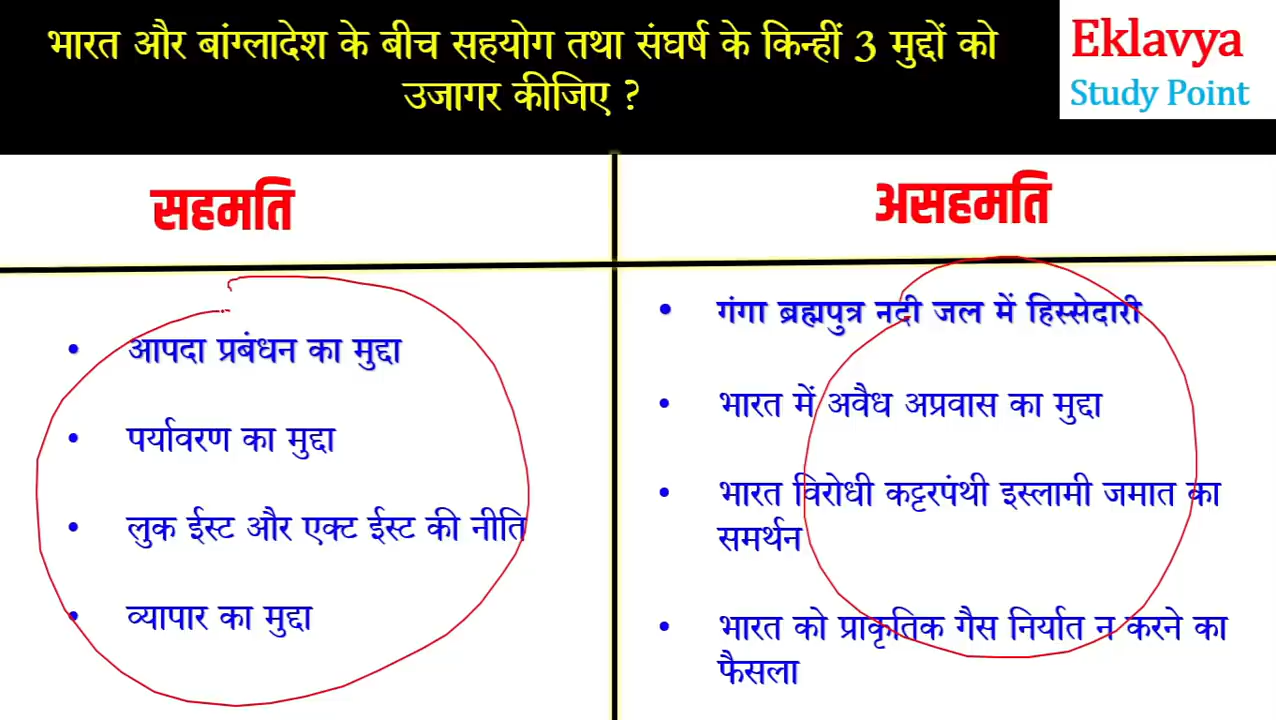 भारत और बांग्लादेश के बीच सहयोग तथा संघर्ष के किन्हीं 3 मुद्दों को
उजागर कीजिए ?
Eklavya
Study Point
सहमति
• आपदा प्रबंधन का मुद्दा
• पर्यावरण का मुद्दा
• लुक ईस्ट और एक्ट ईस्ट की नीति
• व्यापार का मुद्दा
असहमति
• गंगा ब्रह्मपुत्र नदी जल में हिस्सेदारी
• भारत में अवैध अप्रवास का मुद्दा
• भारत विरोधी कट्टरपंथी इस्लामी जमात का
समर्थन
• भारत को प्राकृतिक गैस निर्यात न करने का
फैसला